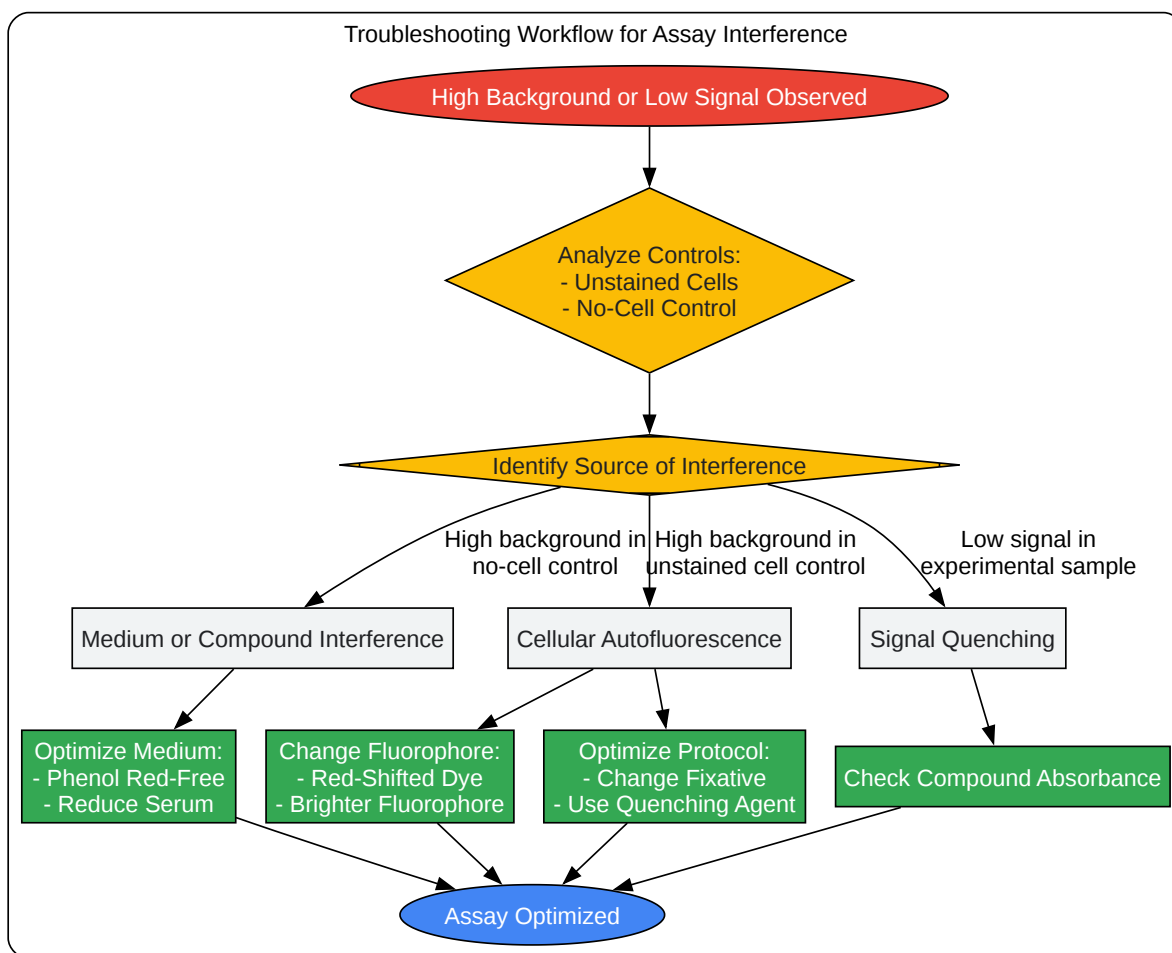 Troubleshooting Workflow for Assay Interference
High Background or Low Signal Observed
Analyze Controls:
- Unstained Cells
- No-Cell Control
Identify Source of Interference
High background in
no-cell control
High background in
unstained cell control
Low signal in
experimental sample
Medium or Compound Interference
Cellular Autofluorescence
Signal Quenching
Optimize Medium:
- Phenol Red-Free
- Reduce Serum
Change Fluorophore:
- Red-Shifted Dye
- Brighter Fluorophore
Optimize Protocol:
- Change Fixative
- Use Quenching Agent
Check Compound Absorbance
Assay Optimized